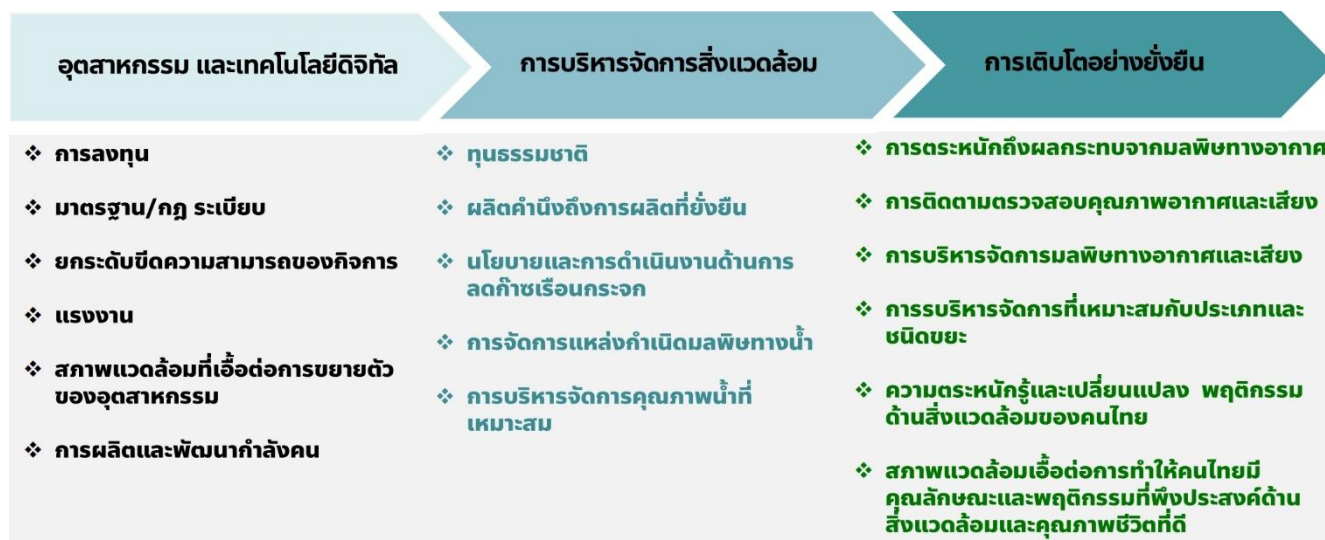 อุตสาหกรรม และเทคโนโลยีดิจิทัล
❖ การลงทุน
❖ มาตรฐาน/กฎ ระเบียบ
❖ ยกระดับขีดความสามารถของกิจการ
❖ แรงงาน
❖ สภาพแวดล้อมที่เอื้อต่อการขยายตัว
ของอุตสาหกรรม
❖ การผลิตและพัฒนากำลังคน
การบริหารจัดการสิ่งแวดล้อม
❖ ทุนธรรมชาติ
❖ ผลิตคำนึงถึงการผลิตที่ยั่งยืน
❖ นโยบายและการดำเนินงานด้านการ
ลดก๊าซเรือนกระจก
❖ การจัดการแหล่งกำเนิดมลพิษทางน้ำ
❖ การบริหารจัดการคุณภาพน้ำที่
เหมาะสม
การเติบโตอย่างยั่งยืน
❖ การตระหนักถึงผลกระทบจากมลพิษทางอากาศ
❖ การติดตามตรวจสอบคุณภาพอากาศและเสียง
❖ การบริหารจัดการมลพิษทางอากาศและเสียง
❖ การรบริหารจัดการที่เหมาะสมกับประเภทและ
ชนิดขยะ
❖ ความตระหนักรู้และเปลี่ยนแปลง พฤติกรรม
ด้านสิ่งแวดล้อมของคนไทย
❖ สภาพแวดล้อมเอื้อต่อการทำให้คนไทยมี
คุณลักษณะและพฤติกรรมที่พึงประสงค์ด้าน
สิ่งแวดล้อมและคุณภาพชีวิตที่ดี